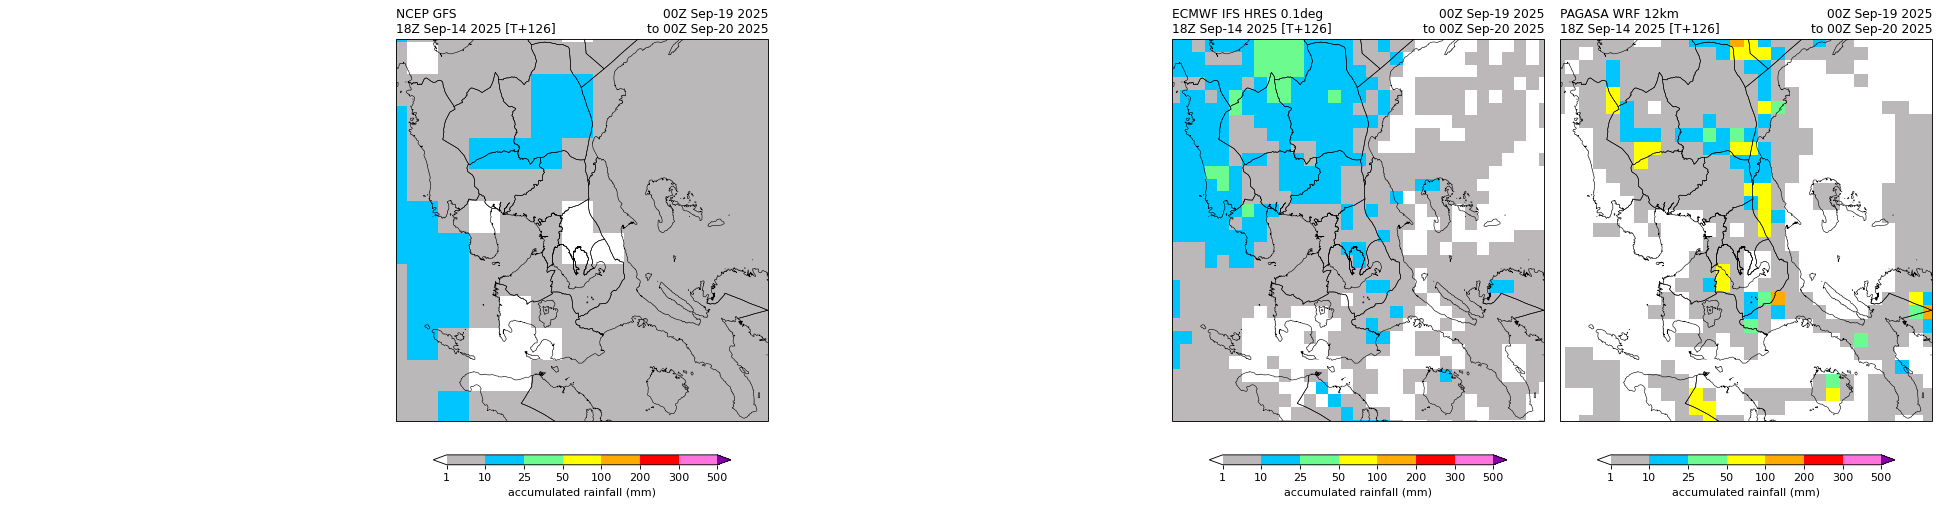 NCEP GFS 00Z Sep-19 2025
18Z Sep-14 2025 [T+126] to 00Z Sep-20 2025
1 10 25 50 100 200 300 500
accumulated rainfall (mm)
ECMWF IFS HRES 0.1deg 00Z Sep-19 2025
18Z Sep-14 2025 [T+126] to 00Z Sep-20 2025
1 10 25 50 100 200 300 500
accumulated rainfall (mm)
PAGASA WRF 12km 00Z Sep-19 2025
18Z Sep-14 2025 [T+126] to 00Z Sep-20 2025
1 10 25 50 100 200 300 500
accumulated rainfall (mm)